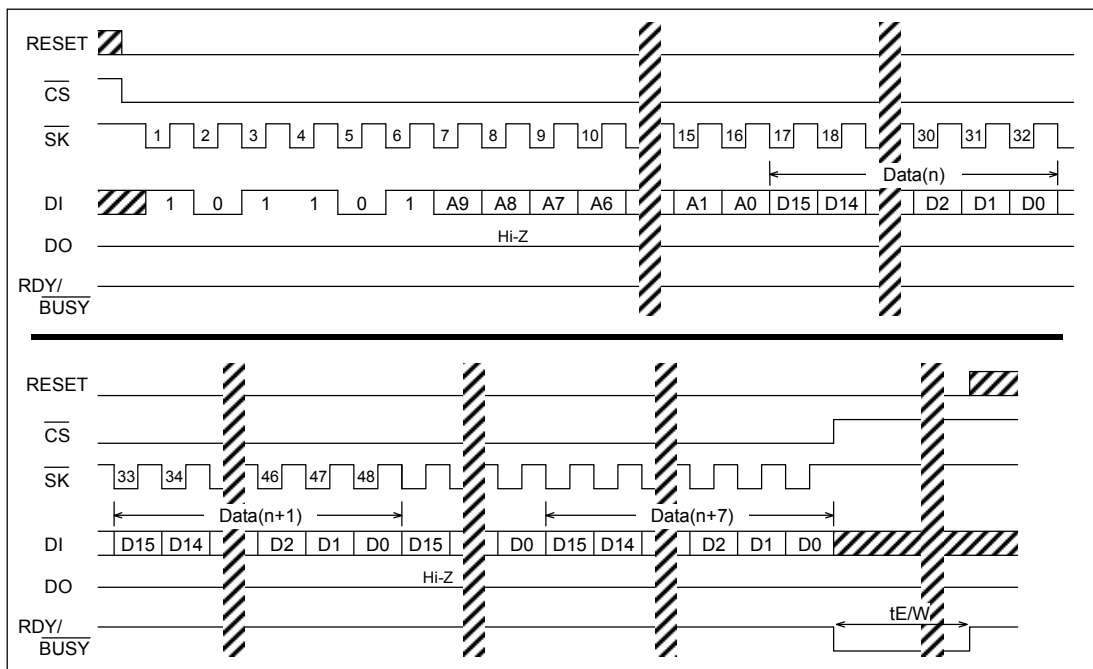 RESET
CS
SK 1 2 3 4 5 6 7 8 9 10 15 16 17 18 30 31 32
Data(n)
DI 1 0 1 1 0 1 A9 A8 A7 A6 A1 A0 D15 D14 D2 D1 D0
Hi-Z
DO
RDY/
BUSY
RESET
CS
SK 33 34 46 47 48
Data(n+1) Data(n+7)
DI D15 D14 D2 D1 D0 D15 D0 D15 D14 D2 D1 D0
Hi-Z
DO
tE/W
RDY/
BUSY